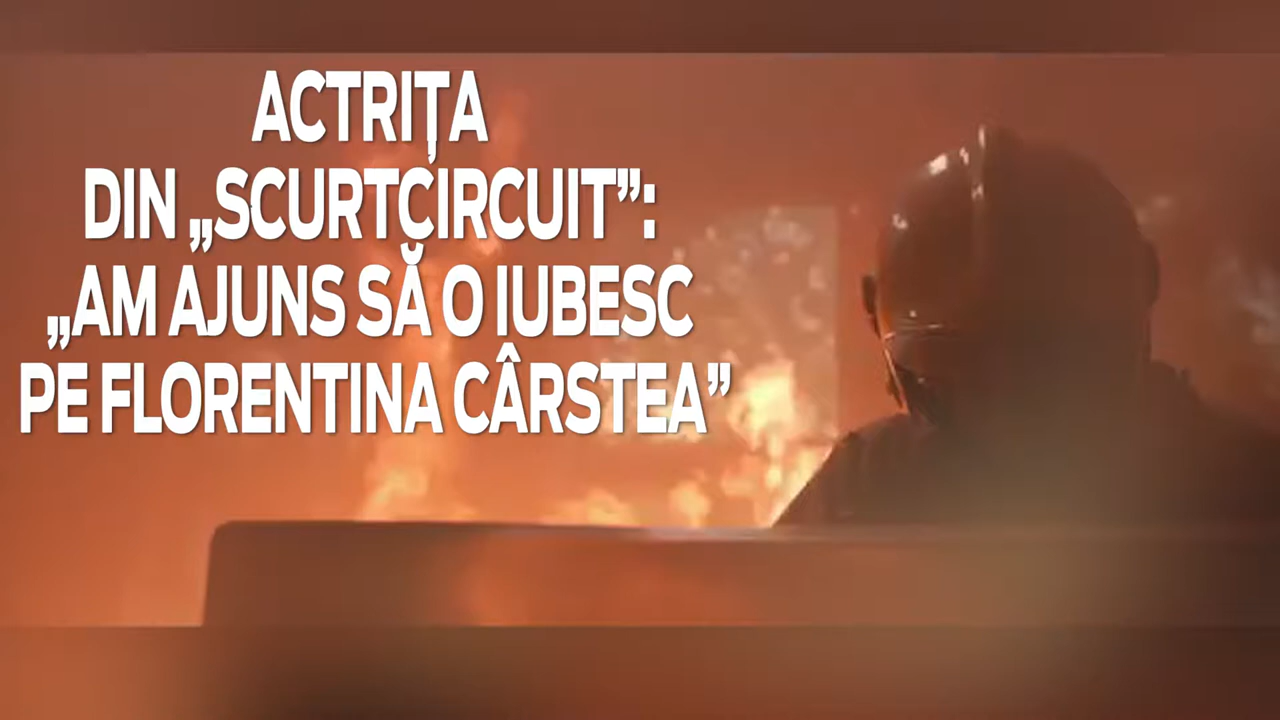 ACTRIȚA
DIN „SCURTCIRCUIT”:
„AM AJUNS SĂ O IUBESC
PE FLORENTINA CÂRSTEA”